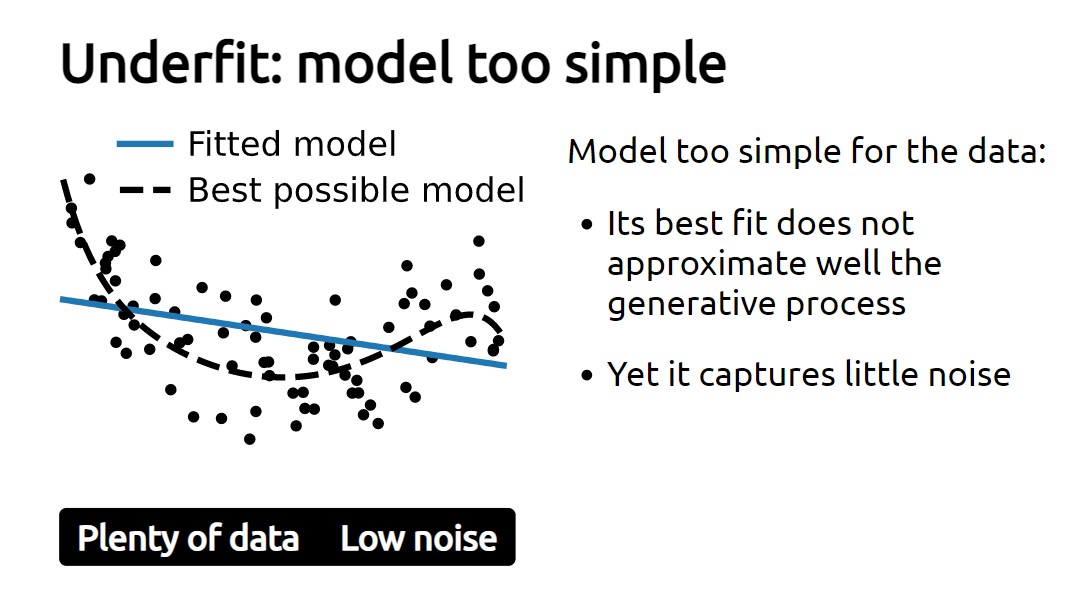 Underfit: model too simple
Fitted model
Best possible model
Model too simple for the data:
• Its best fit does not
approximate well the
generative process
• Yet it captures little noise
Plenty of data Low noise